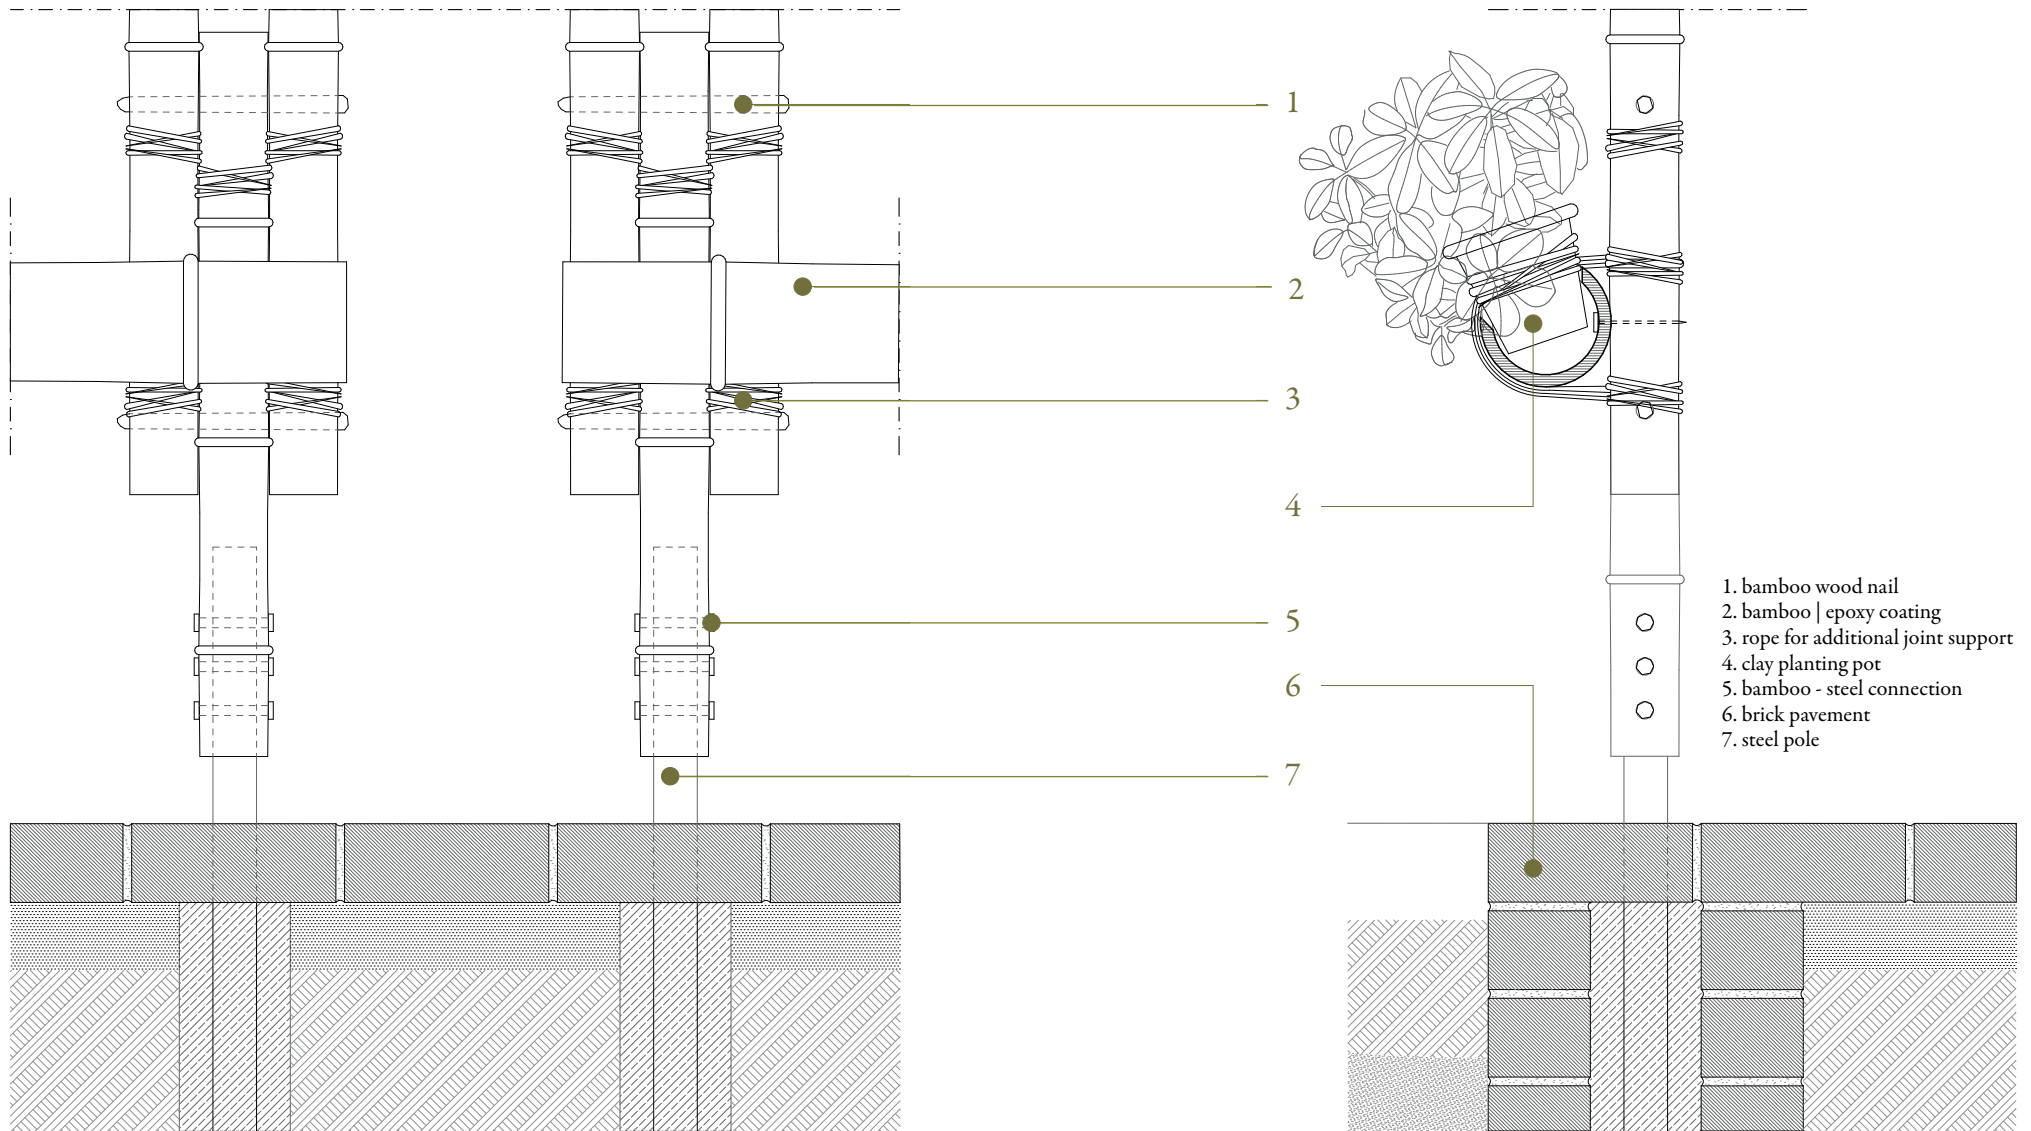 1
2
3
4
5
6
7
1. bamboo wood nail
2. bamboo | epoxy coating
3. rope for additional joint support
4. clay planting pot
5. bamboo - steel connection
6. brick pavement
7. steel pole